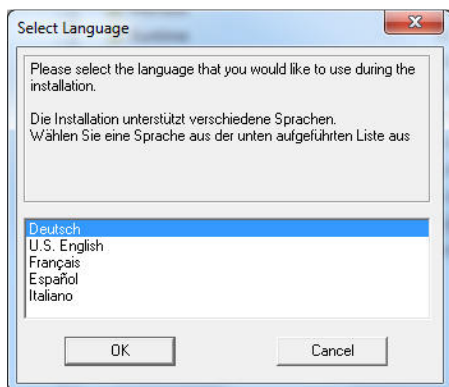 Select Language
Please select the language that you would like to use during the
installation.
Die Installation unterstützt verschiedene Sprachen.
Wählen Sie eine Sprache aus der unten aufgeführten Liste aus
Deutsch
U.S. English
Français
Español
Italiano
OK
Cancel